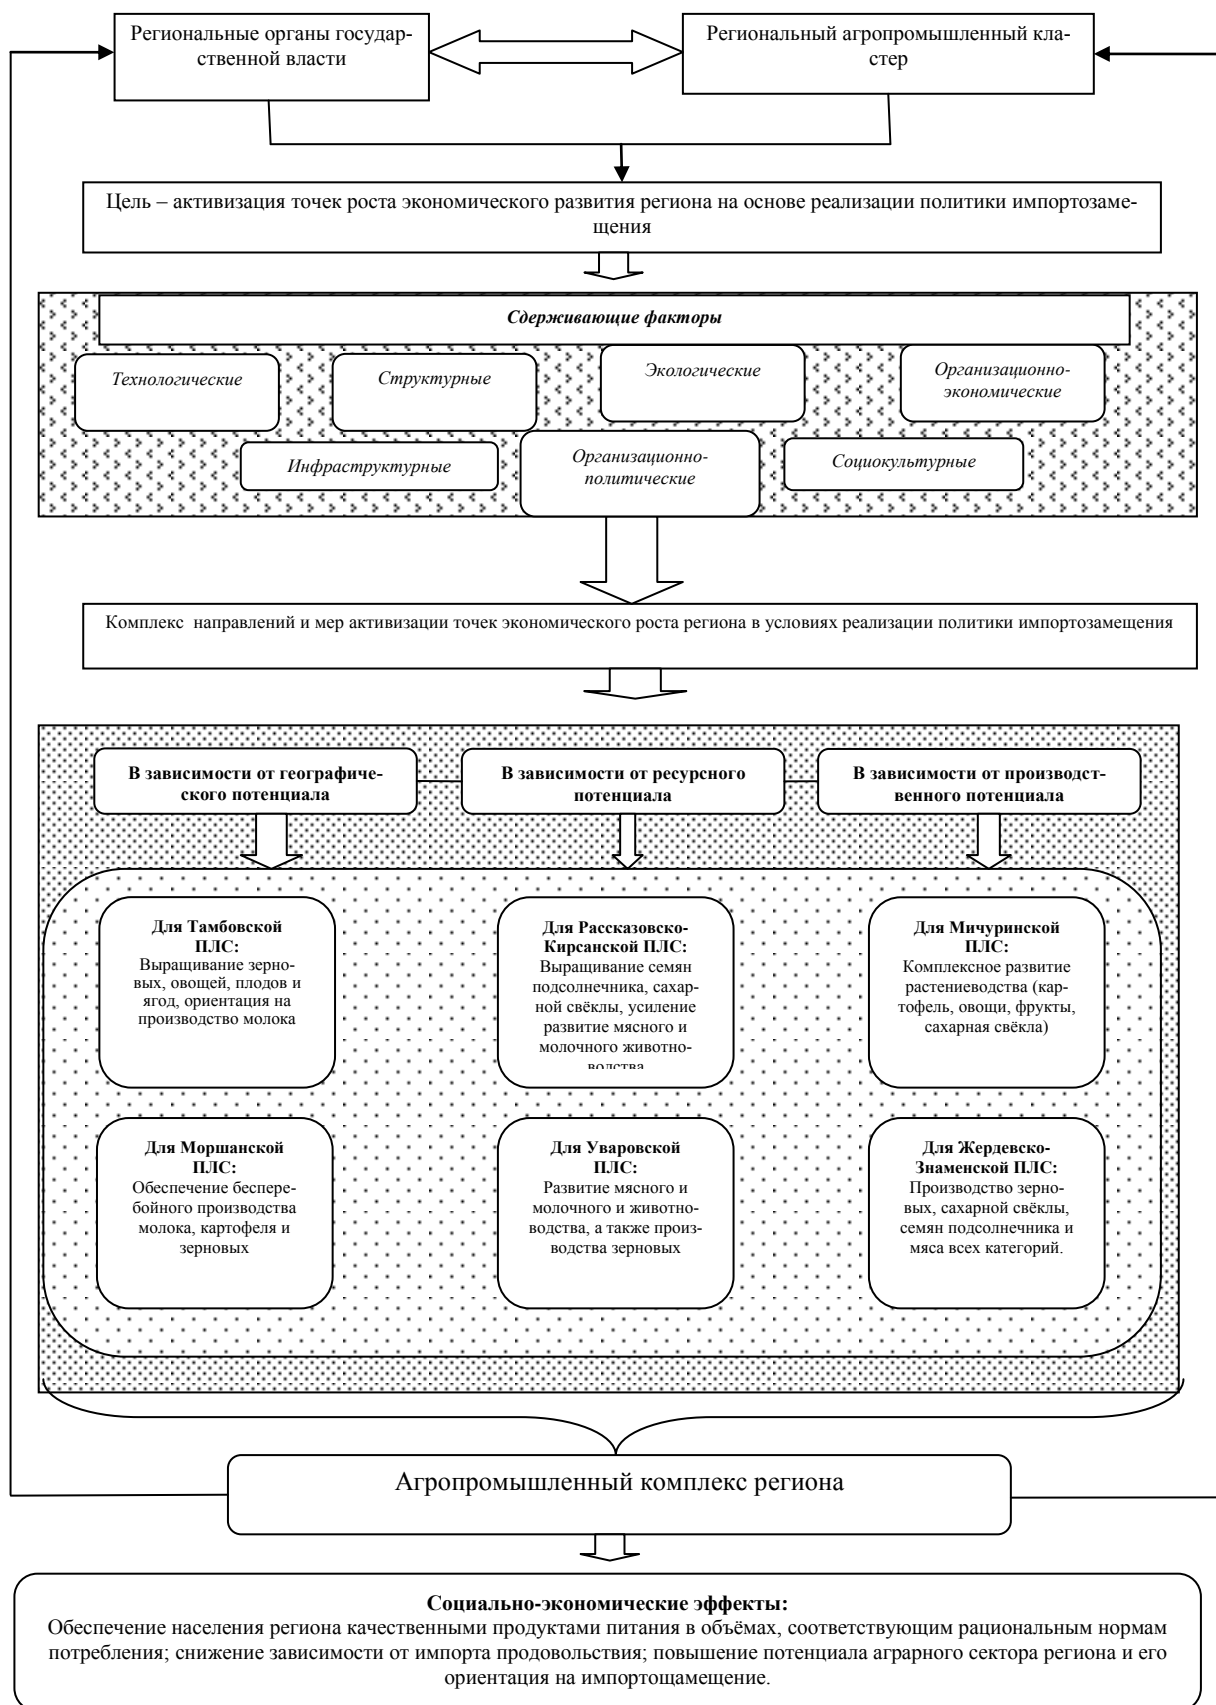 Региональные органы государ-
ственной власти
Региональный агропромышленный кла-
стер
Цель – активизация точек роста экономического развития региона на основе реализации политики импортозаме-
щения
Сдерживающие факторы
Технологические
Структурные
Экологические
Организационно-
экономические
Инфраструктурные
Организационно-
политические
Социокультурные
Комплекс направлений и мер активизации точек экономического роста региона в условиях реализации политики импортозамещения
В зависимости от географиче-
ского потенциала
В зависимости от ресурсного
потенциала
В зависимости от производст-
венного потенциала
Для Тамбовской
ПЛС:
Выращивание зерно-
вых, овощей, плодов и
ягод, ориентация на
производство молока
Для Рассказовско-
Кирсанской ПЛС:
Выращивание семян
подсолнечника, сахар-
ной свёклы, усиление
развитие мясного и
молочного животно-
водства
Для Мичуринской
ПЛС:
Комплексное развитие
растениеводства (кар-
тофель, овощи, фрукты,
сахарная свёкла)
Для Моршанской
ПЛС:
Обеспечение беспере-
бойного производства
молока, картофеля и
зерновых
Для Уваровской
ПЛС:
Развитие мясного и
молочного и животно-
водства, а также произ-
водства зерновых
Для Жердевско-
Знаменской ПЛС:
Производство зерно-
вых, сахарной свёклы,
семян подсолнечника и
мяса всех категорий.
Агропромышленный комплекс региона
Социально-экономические эффекты:
Обеспечение населения региона качественными продуктами питания в объёмах, соответствующим рациональным нормам
потребления; снижение зависимости от импорта продовольствия; повышение потенциала аграрного сектора региона и его
ориентация на импортощамещение.